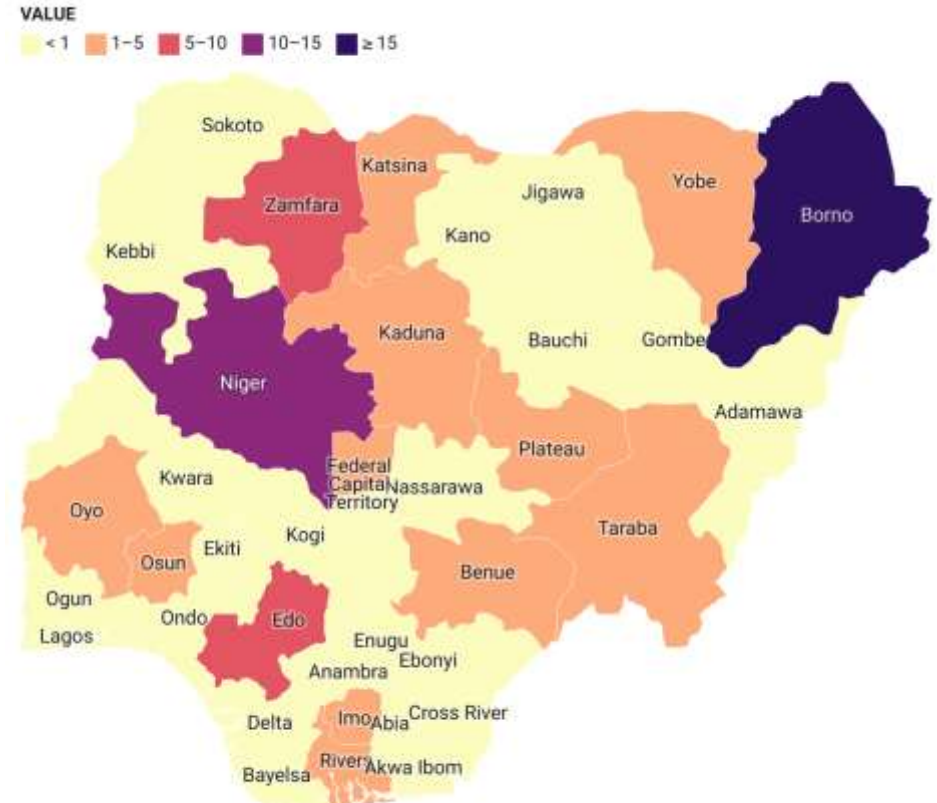 VALUE
< 1 1–5 5–10 10–15 ≥ 15
Sokoto
Katsina
Yobe
Jigawa
Zamfara
Borno
Kano
Kebbi
Kaduna
Bauchi
Gombe
Niger
Adamawa
Plateau
Federal
Capital
Territory
Nassarawa
Kwara
Oyo
Taraba
Kogi
Ekiti
Osun
Benue
Ogun
Ondo
Edo
Lagos
Enugu
Ebonyi
Anambra
Delta
Imo
Abia
Cross River
Rivers
Akwa Ibom
Bayelsa